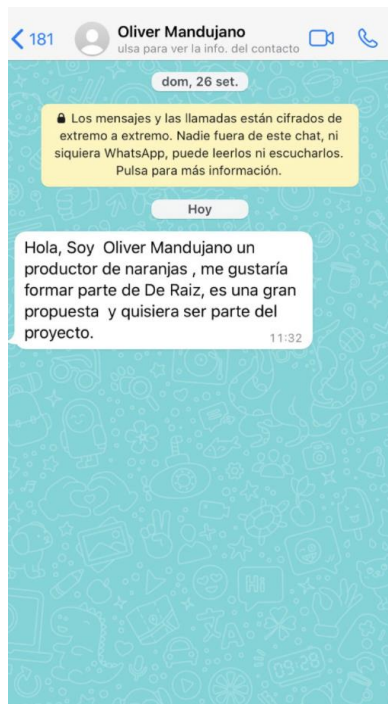 181
Oliver Mandujano
ulsa para ver la info. del contacto
dom, 26 set.
Los mensajes y las llamadas están cifrados de
extremo a extremo. Nadie fuera de este chat, ni
siquiera WhatsApp, puede leerlos ni escucharlos.
Pulsa para más información.
Hoy
Hola, Soy  Oliver Mandujano un
productor de naranjas , me gustaría
formar parte de De Raiz, es una gran
propuesta  y quisiera ser parte del
proyecto.
11:32
HI
09:28